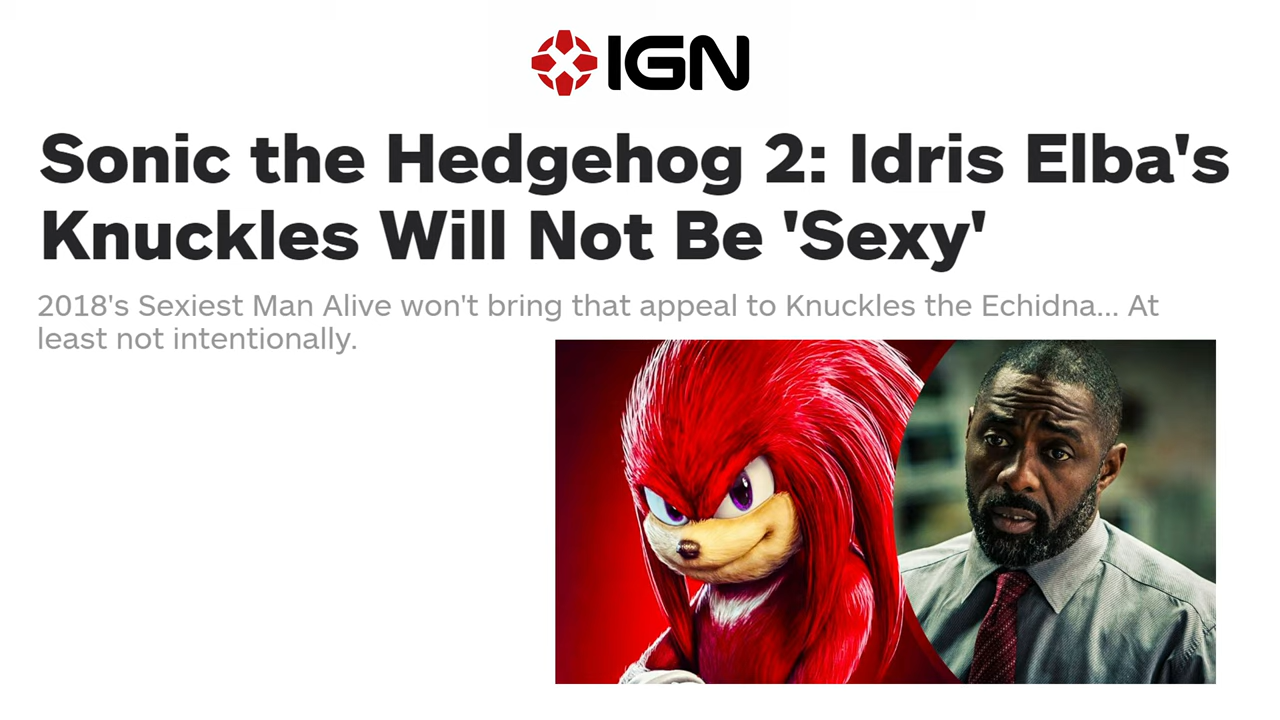 IGN
Sonic the Hedgehog 2: Idris Elba's
Knuckles Will Not Be 'Sexy'
2018's Sexiest Man Alive won't bring that appeal to Knuckles the Echidna... At
least not intentionally.